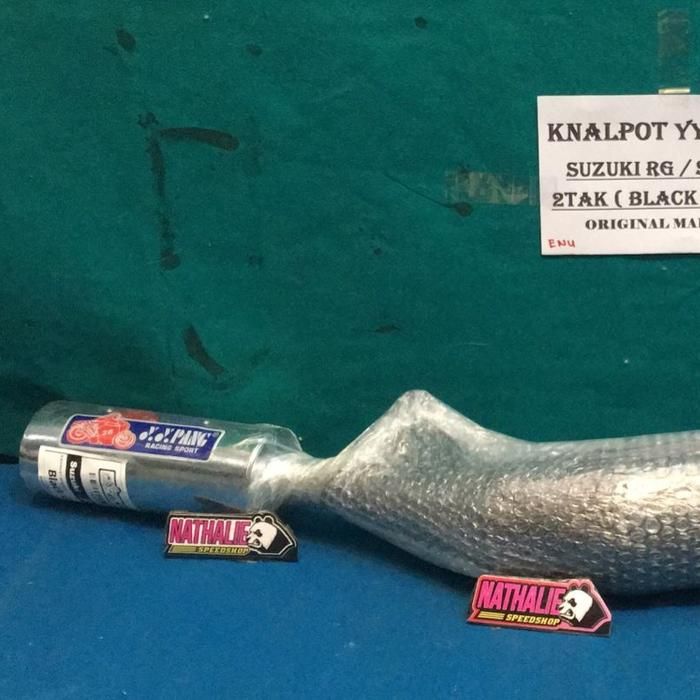 KNALPOT YY
SUZUKI RG /
2TAK ( BLACK
ORIGINAL MA
ENU
Y.Y.PANG
RACING SPORT
NATHALIE
SPEEDSHOP
NATHALIE
SPEEDSHOP